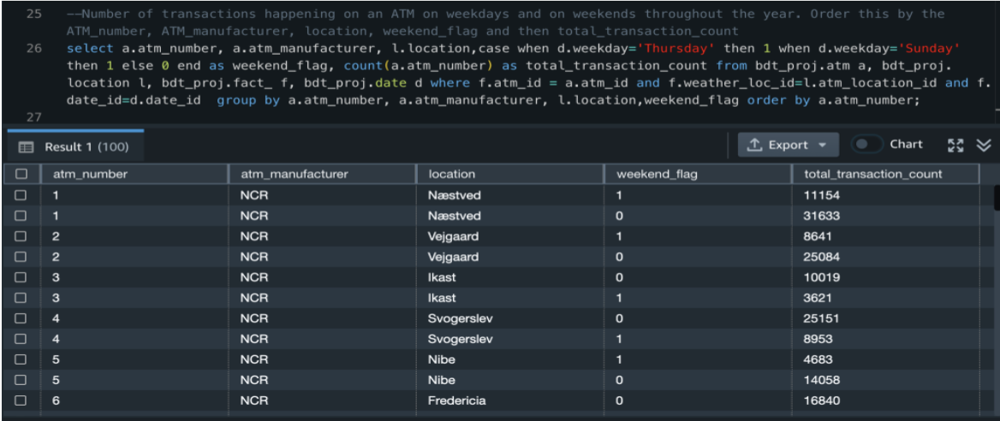 25 --Number of transactions happening on an ATM on weekdays and on weekends throughout the year. Order this by the
ATM_number, ATM_manufacturer, location, weekend_flag and then total_transaction_count
26 select a.atm_number, a.atm_manufacturer, l.location,case when d.weekday='Thursday' then 1 when d.weekday='Sunday'
then 1 else 0 end as weekend_flag, count(a.atm_number) as total_transaction_count from bdt_proj.atm a, bdt_proj.
location l, bdt_proj.fact_ f, bdt_proj.date d where f.atm_id = a.atm_id and f.weather_loc_id=l.atm_location_id and f.
date_id=d.date_id  group by a.atm_number, a.atm_manufacturer, l.location,weekend_flag order by a.atm_number;
27
Result 1 (100) Export Chart
atm_number atm_manufacturer location weekend_flag total_transaction_count
1 NCR Næstved 1 11154
1 NCR Næstved 0 31633
2 NCR Vejgaard 1 8641
2 NCR Vejgaard 0 25084
3 NCR Ikast 0 10019
3 NCR Ikast 1 3621
4 NCR Svogerslev 0 25151
4 NCR Svogerslev 1 8953
5 NCR Nibe 1 4683
5 NCR Nibe 0 14058
6 NCR Fredericia 0 16840